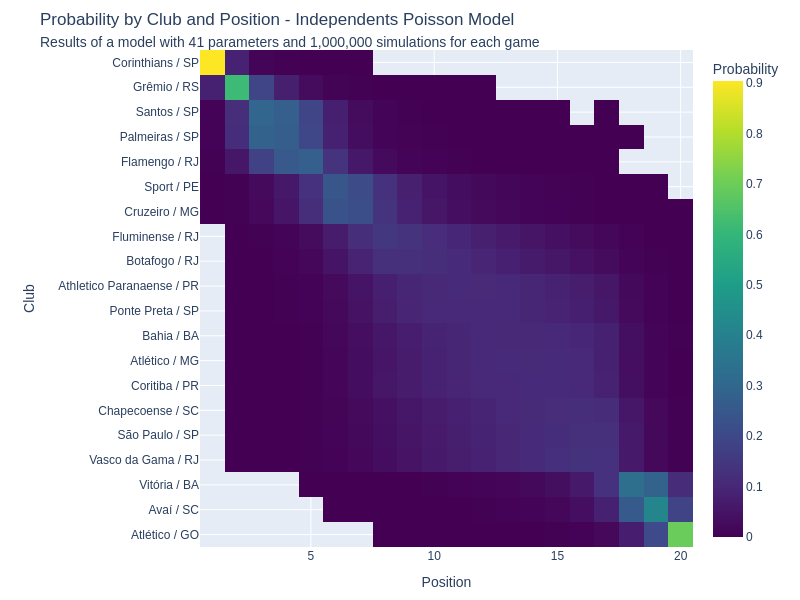 Probability by Club and Position - Independents Poisson Model
Results of a model with 41 parameters and 1,000,000 simulations for each game
Probability
Club
Corinthians / SP
Grêmio / RS
Santos / SP
Palmeiras / SP
Flamengo / RJ
Sport / PE
Cruzeiro / MG
Fluminense / RJ
Botafogo / RJ
Athletico Paranaense / PR
Ponte Preta / SP
Bahia / BA
Atlético / MG
Coritiba / PR
Chapecoense / SC
São Paulo / SP
Vasco da Gama / RJ
Vitória / BA
Avaí / SC
Atlético / GO
5 10 15 20
Position
0.9
0.8
0.7
0.6
0.5
0.4
0.3
0.2
0.1
0